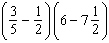 (3/5 − 1/2)(6 − 7 1/2)